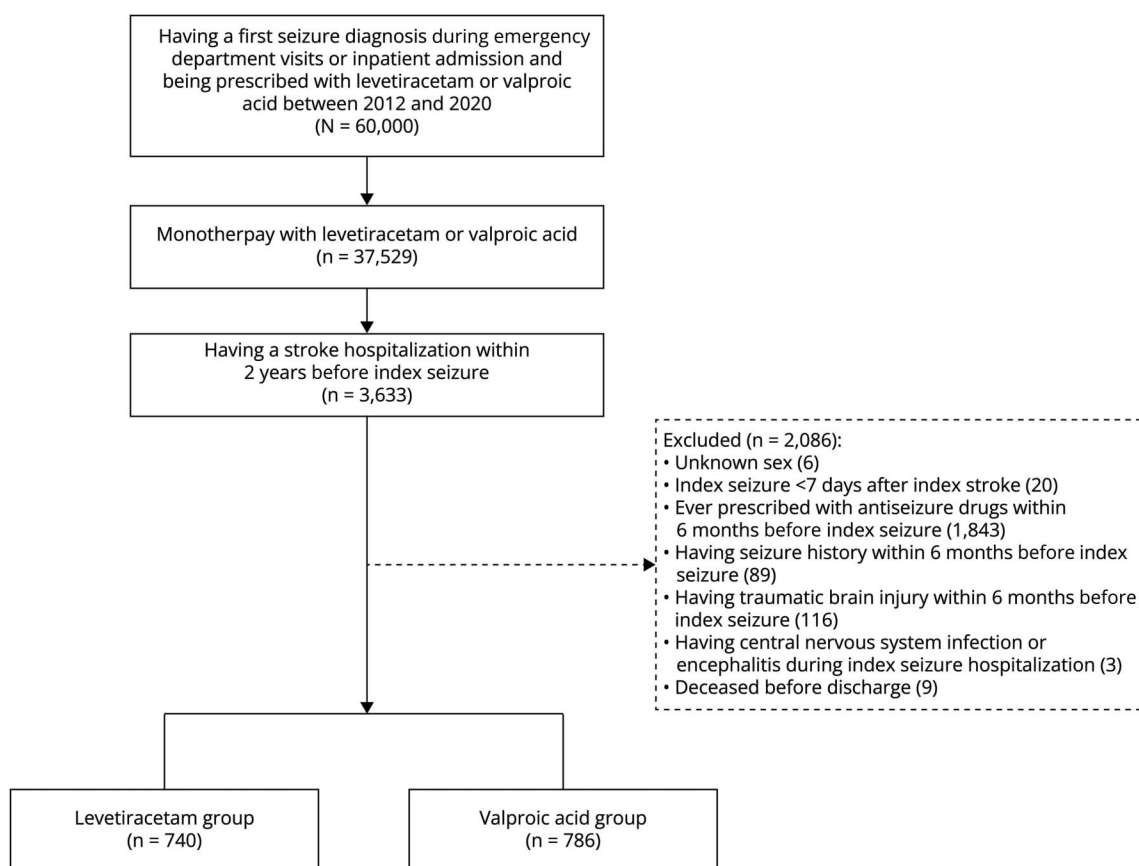 Having a first seizure diagnosis during emergency
department visits or inpatient admission and
being prescribed with levetiracetam or valproic
acid between 2012 and 2020
(N = 60,000)
Monotherpay with levetiracetam or valproic acid
(n = 37,529)
Having a stroke hospitalization within
2 years before index seizure
(n = 3,633)
Excluded (n = 2,086):
• Unknown sex (6)
• Index seizure <7 days after index stroke (20)
• Ever prescribed with antiseizure drugs within
6 months before index seizure (1,843)
• Having seizure history within 6 months before index
seizure (89)
• Having traumatic brain injury within 6 months before
index seizure (116)
• Having central nervous system infection or
encephalitis during index seizure hospitalization (3)
• Deceased before discharge (9)
Levetiracetam group
(n = 740)
Valproic acid group
(n = 786)